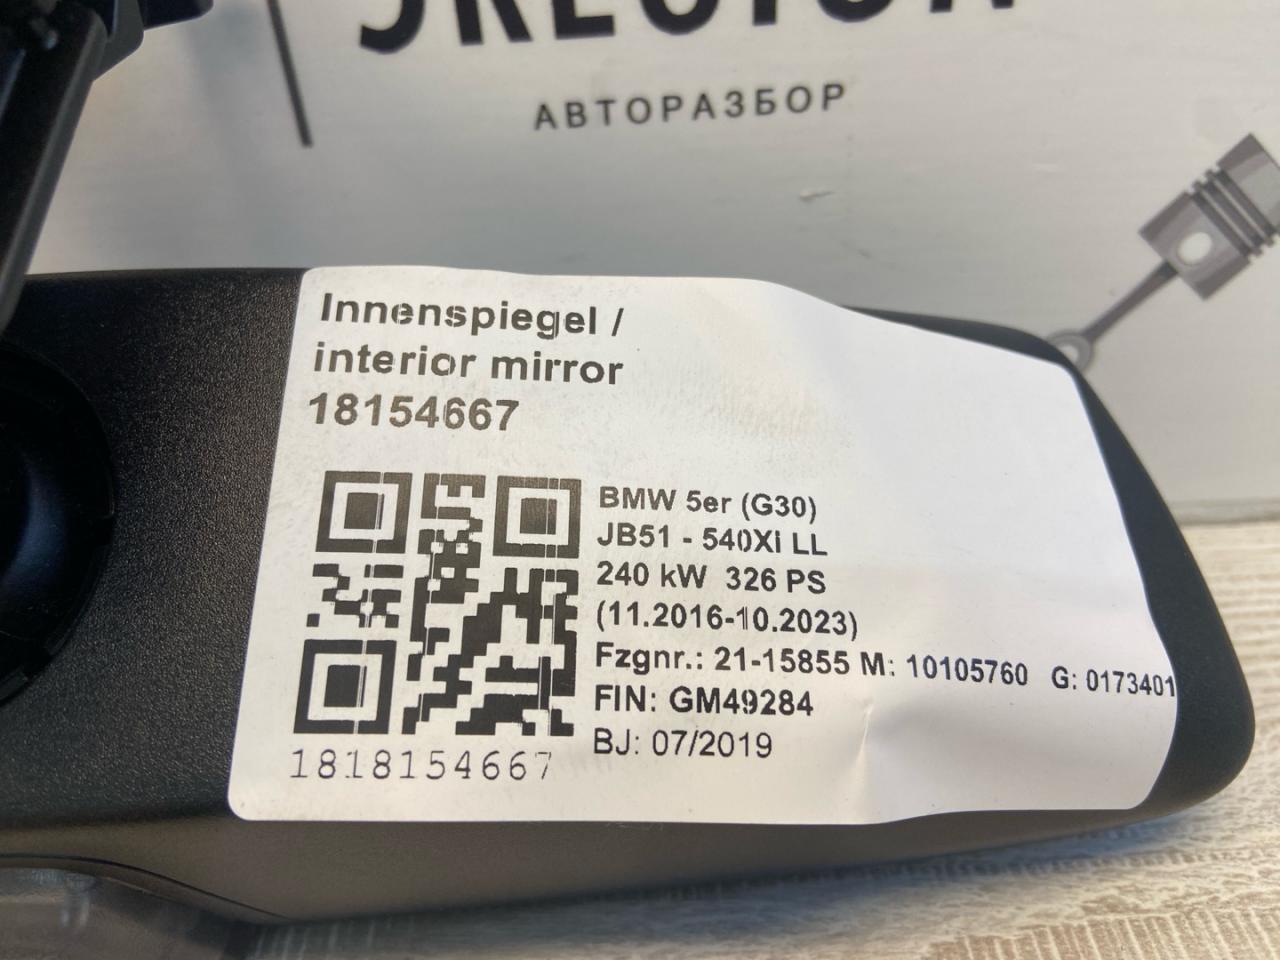 АВТОРАЗБОР
Innenspiegel /
interior mirror
18154667
BMW 5er (G30)
JB51 - 540Xi LL
240 kW 326 PS
(11.2016-10.2023)
Fzgnr.: 21-15855 M: 10105760 G: 0173401
FIN: GM49284
BJ: 07/2019
1818154667